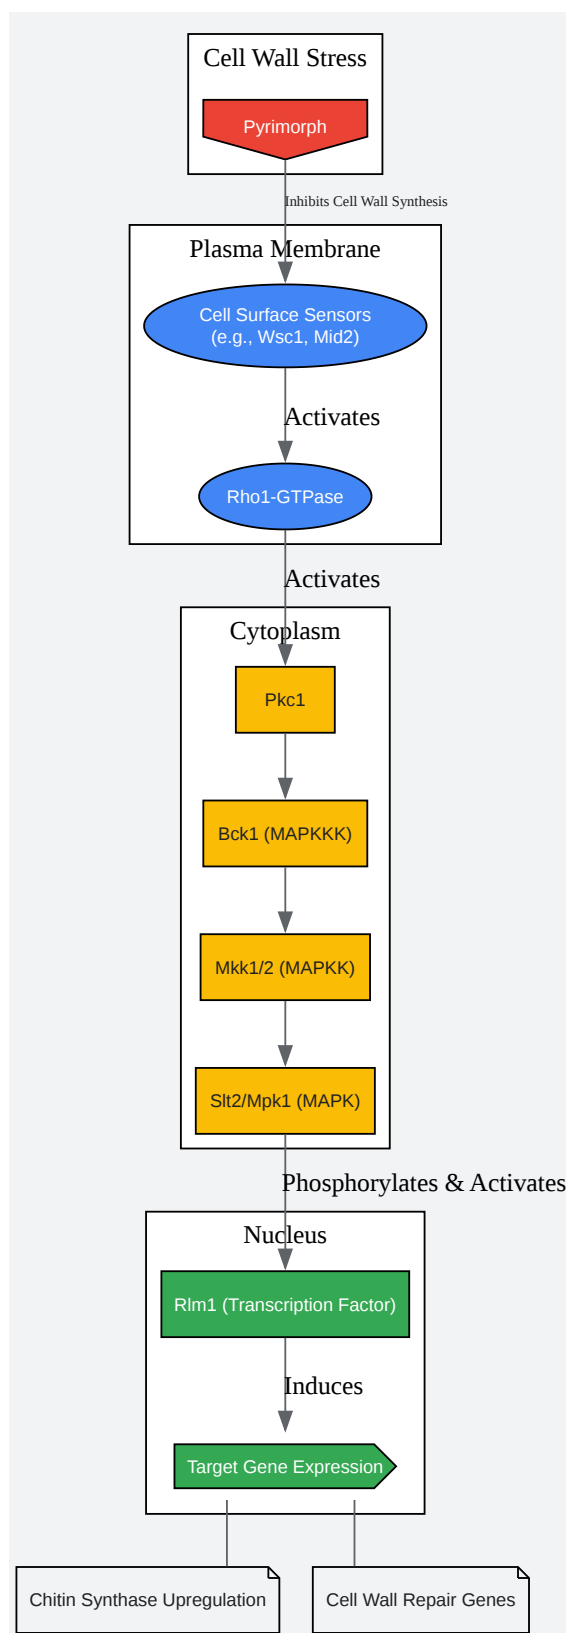 Cell Wall Stress
Pyrimorph
Inhibits Cell Wall Synthesis
Plasma Membrane
Cell Surface Sensors
(e.g., Wsc1, Mid2)
Activates
Rho1-GTPase
Activates
Cytoplasm
Pkc1
Bck1 (MAPKKK)
Mkk1/2 (MAPKK)
Slt2/Mpk1 (MAPK)
Phosphorylates & Activates
Nucleus
Rlm1 (Transcription Factor)
Induces
Target Gene Expression
Chitin Synthase Upregulation
Cell Wall Repair Genes